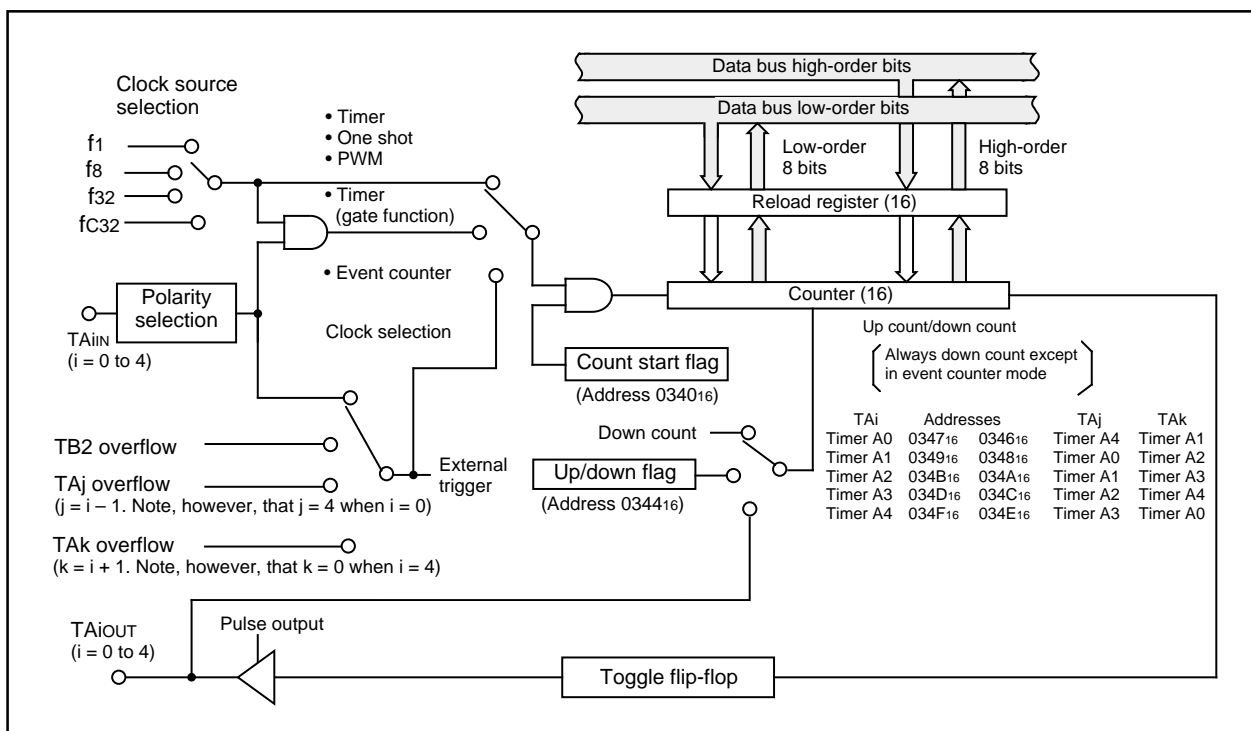 Clock source
selection
f1
f8
f32
fC32
• Timer
• One shot
• PWM
• Timer
(gate function)
• Event counter
Data bus high-order bits
Data bus low-order bits
Low-order
8 bits
High-order
8 bits
Reload register (16)
Counter (16)
Polarity
selection
TAiIN
(i = 0 to 4)
Clock selection
Count start flag
(Address 034016)
Up count/down count
Always down count except
in event counter mode
TB2 overflow
TAj overflow
(j = i – 1. Note, however, that j = 4 when i = 0)
TAk overflow
(k = i + 1. Note, however, that k = 0 when i = 4)
External
trigger
Down count
Up/down flag
(Address 034416)
TAi Addresses TAj TAk
Timer A0 034716 034616 Timer A4 Timer A1
Timer A1 034916 034816 Timer A0 Timer A2
Timer A2 034B16 034A16 Timer A1 Timer A3
Timer A3 034D16 034C16 Timer A2 Timer A4
Timer A4 034F16 034E16 Timer A3 Timer A0
TAiOUT
(i = 0 to 4)
Pulse output
Toggle flip-flop